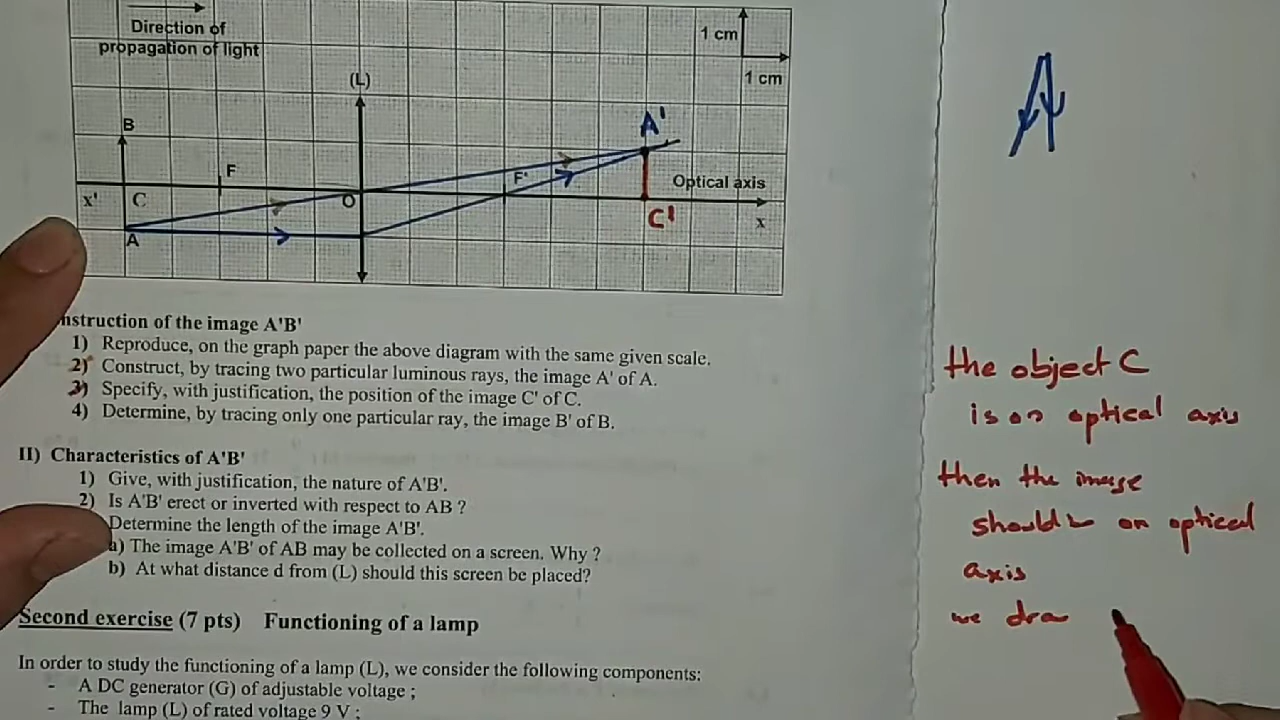 Direction of
propagation of light
1 cm
1 cm
(L)
B
A'
F
F'
Optical axis
x'
C
O
C'
x
A
A
nstruction of the image A'B'
1) Reproduce, on the graph paper the above diagram with the same given scale.
2) Construct, by tracing two particular luminous rays, the image A' of A.
3) Specify, with justification, the position of the image C' of C.
4) Determine, by tracing only one particular ray, the image B' of B.
II) Characteristics of A'B'
1) Give, with justification, the nature of A'B'.
2) Is A'B' erect or inverted with respect to AB ?
Determine the length of the image A'B'.
a) The image A'B' of AB may be collected on a screen. Why ?
b) At what distance d from (L) should this screen be placed?
Second exercise (7 pts) Functioning of a lamp
In order to study the functioning of a lamp (L), we consider the following components:
- A DC generator (G) of adjustable voltage ;
- The lamp (L) of rated voltage 9 V ;
the object C
is on optical axis
then the image
should be on optical
axis
we dra